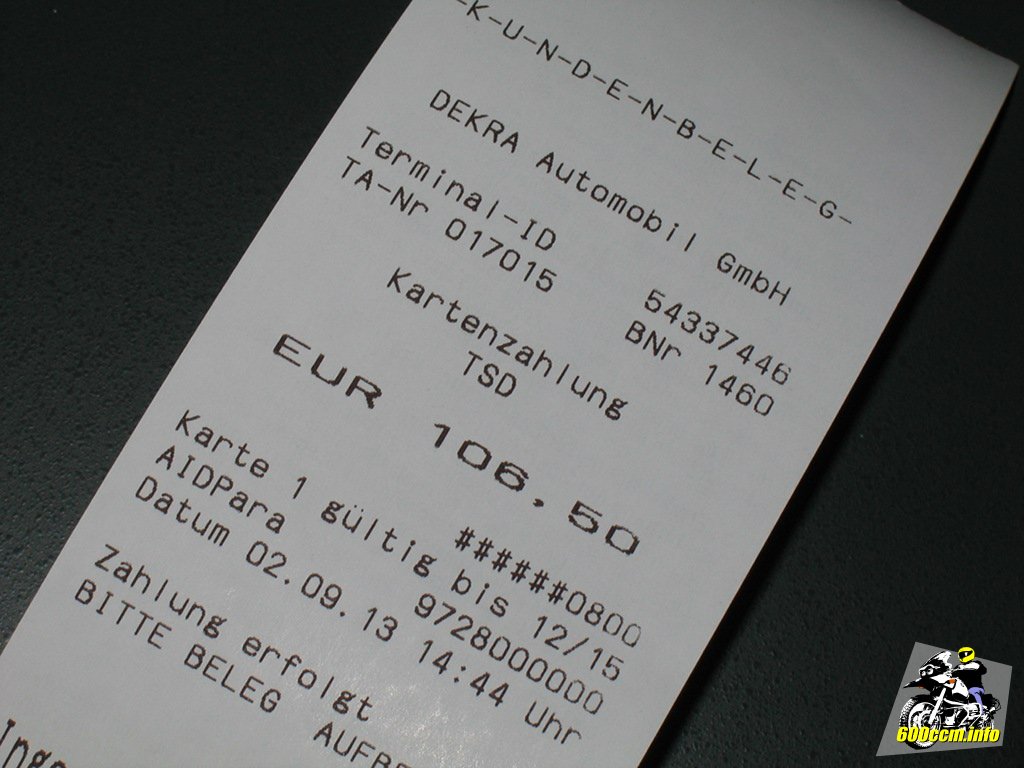 -K-U-N-D-E-N-B-E-L-E-G-
DEKRA Automobil GmbH
Terminal-ID 54337446
TA-Nr 017015 BNr 1460
Kartenzahlung
TSD
EUR 106,50
######0800
Karte 1 gültig bis 12/15
AIDPara 9728000000
Datum 02.09.13 14:44 Uhr
Zahlung erfolgt
BITTE BELEG
600ccm.info